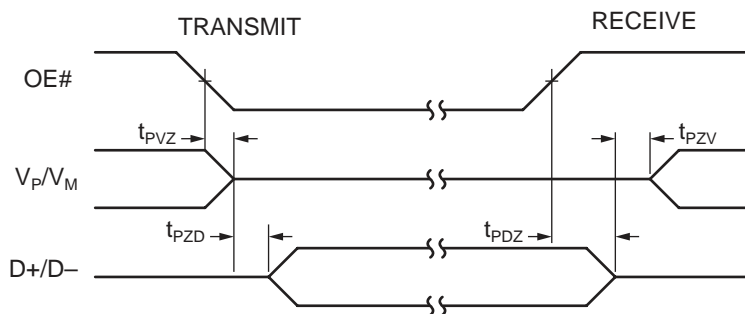 TRANSMIT
RECEIVE
OE#
tPVZ
tPZV
VP/VM
tPZD
tPDZ
D+/D–